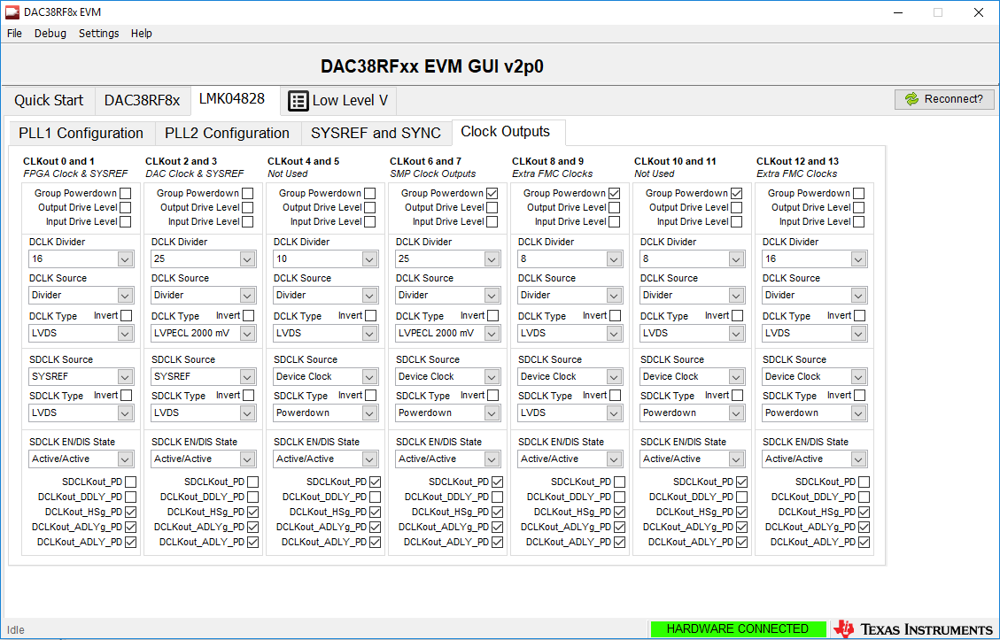 DAC38RF8x EVM
File Debug Settings Help
DAC38RFxx EVM GUI v2p0
Quick Start DAC38RF8x LMK04828 Low Level V Reconnect?
PLL1 Configuration PLL2 Configuration SYSREF and SYNC Clock Outputs
CLKout 0 and 1 CLKout 2 and 3 CLKout 4 and 5 CLKout 6 and 7 CLKout 8 and 9 CLKout 10 and 11 CLKout 12 and 13
FPGA Clock & SYSREF DAC Clock & SYSREF Not Used SMP Clock Outputs Extra FMC Clocks Not Used Extra FMC Clocks
Group Powerdown Group Powerdown Group Powerdown Group Powerdown Group Powerdown Group Powerdown Group Powerdown
Output Drive Level Output Drive Level Output Drive Level Output Drive Level Output Drive Level Output Drive Level Output Drive Level
Input Drive Level Input Drive Level Input Drive Level Input Drive Level Input Drive Level Input Drive Level Input Drive Level
DCLK Divider DCLK Divider DCLK Divider DCLK Divider DCLK Divider DCLK Divider DCLK Divider
16 25 10 25 8 8 16
DCLK Source DCLK Source DCLK Source DCLK Source DCLK Source DCLK Source DCLK Source
Divider Divider Divider Divider Divider Divider Divider
DCLK Type Invert DCLK Type Invert DCLK Type Invert DCLK Type Invert DCLK Type Invert DCLK Type Invert DCLK Type Invert
LVDS LVPECL 2000 mV LVDS LVPECL 2000 mV LVDS LVDS LVDS
SDCLK Source SDCLK Source SDCLK Source SDCLK Source SDCLK Source SDCLK Source SDCLK Source
SYSREF SYSREF Device Clock Device Clock Device Clock Device Clock Device Clock
SDCLK Type Invert SDCLK Type Invert SDCLK Type Invert SDCLK Type Invert SDCLK Type Invert SDCLK Type Invert SDCLK Type Invert
LVDS LVDS Powerdown Powerdown LVDS Powerdown Powerdown
SDCLK EN/DIS State SDCLK EN/DIS State SDCLK EN/DIS State SDCLK EN/DIS State SDCLK EN/DIS State SDCLK EN/DIS State SDCLK EN/DIS State
Active/Active Active/Active Active/Active Active/Active Active/Active Active/Active Active/Active
SDCLKout_PD SDCLKout_PD SDCLKout_PD SDCLKout_PD SDCLKout_PD SDCLKout_PD SDCLKout_PD
DCLKout_DDLY_PD DCLKout_DDLY_PD DCLKout_DDLY_PD DCLKout_DDLY_PD DCLKout_DDLY_PD DCLKout_DDLY_PD DCLKout_DDLY_PD
DCLKout_HSg_PD DCLKout_HSg_PD DCLKout_HSg_PD DCLKout_HSg_PD DCLKout_HSg_PD DCLKout_HSg_PD DCLKout_HSg_PD
DCLKout_ADLYg_PD DCLKout_ADLYg_PD DCLKout_ADLYg_PD DCLKout_ADLYg_PD DCLKout_ADLYg_PD DCLKout_ADLYg_PD DCLKout_ADLYg_PD
DCLKout_ADLY_PD DCLKout_ADLY_PD DCLKout_ADLY_PD DCLKout_ADLY_PD DCLKout_ADLY_PD DCLKout_ADLY_PD DCLKout_ADLY_PD
Idle HARDWARE CONNECTED TEXAS INSTRUMENTS